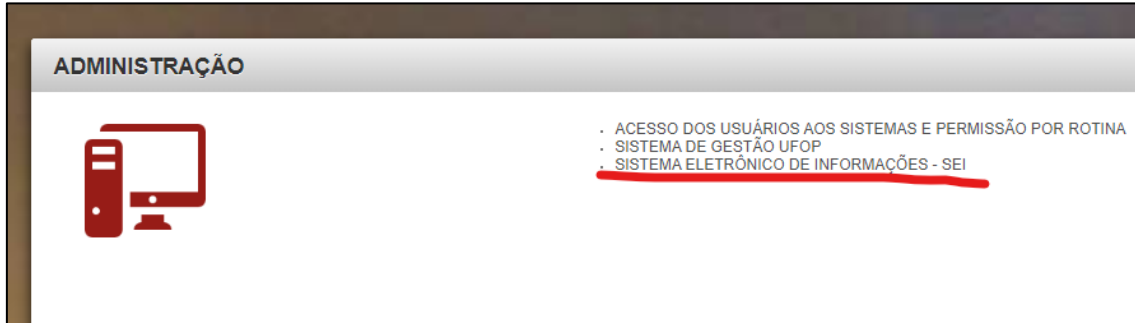 ADMINISTRAÇÃO
. ACESSO DOS USUÁRIOS AOS SISTEMAS E PERMISSÃO POR ROTINA
. SISTEMA DE GESTÃO UFOP
. SISTEMA ELETRÔNICO DE INFORMAÇÕES - SEI